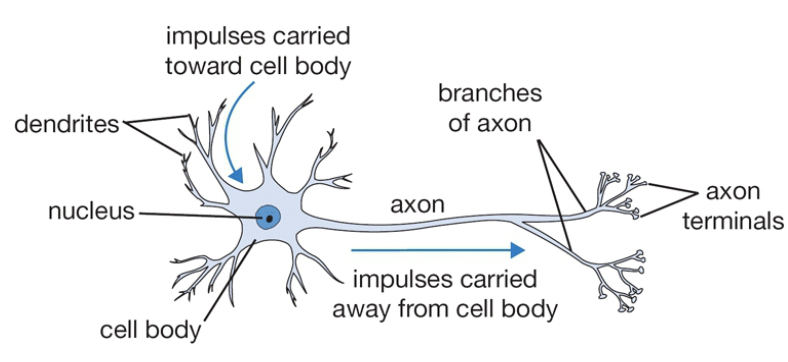 impulses carried
toward cell body
branches
of axon
dendrites
axon
terminals
nucleus
axon
impulses carried
away from cell body
cell body